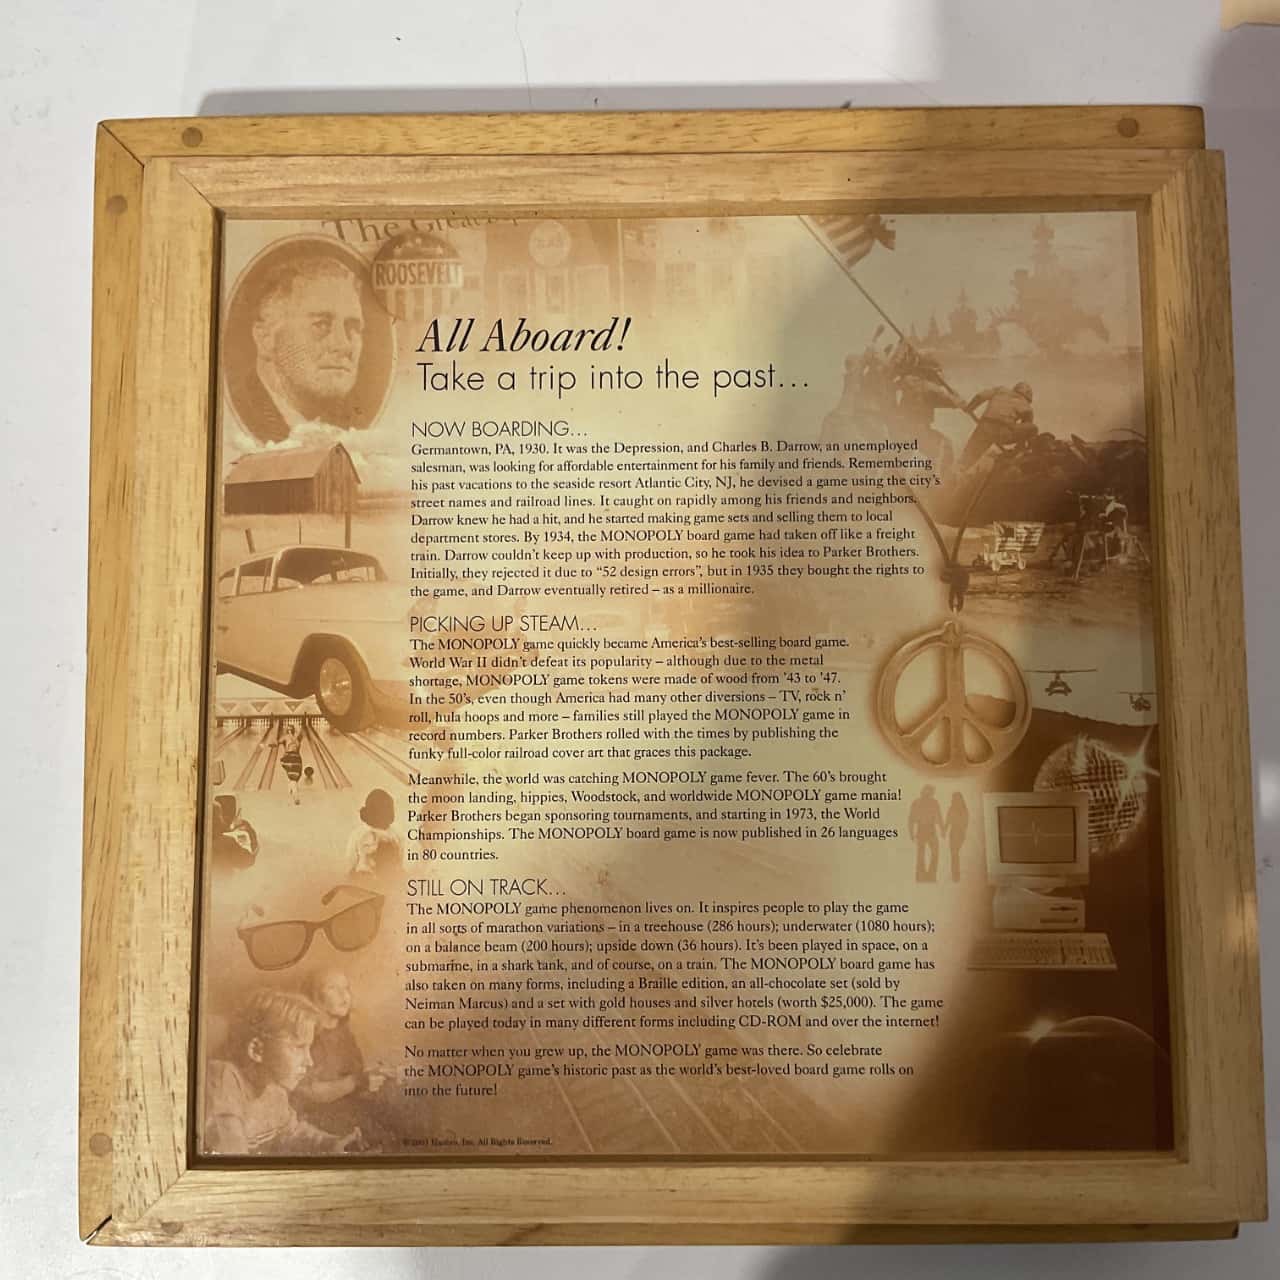 The Great
ROOSEVELT
All Aboard!
Take a trip into the past...
NOW BOARDING...
Germantown, PA, 1930. It was the Depression, and Charles B. Darrow, an unemployed
salesman, was looking for affordable entertainment for his family and friends. Remembering
his past vacations to the seaside resort Atlantic City, NJ, he devised a game using the city's
street names and railroad lines. It caught on rapidly among his friends and neighbors.
Darrow knew he had a hit, and he started making game sets and selling them to local
department stores. By 1934, the MONOPOLY board game had taken off like a freight
train. Darrow couldn't keep up with production, so he took his idea to Parker Brothers.
Initially, they rejected it due to “52 design errors”, but in 1935 they bought the rights to
the game, and Darrow eventually retired – as a millionaire.
PICKING UP STEAM...
The MONOPOLY game quickly became America's best-selling board game.
World War II didn't defeat its popularity – although due to the metal
shortage, MONOPOLY game tokens were made of wood from '43 to '47.
In the 50's, even though America had many other diversions – TV, rock n'
roll, hula hoops and more – families still played the MONOPOLY game in
record numbers. Parker Brothers rolled with the times by publishing the
funky full-color railroad cover art that graces this package.
Meanwhile, the world was catching MONOPOLY game fever. The 60's brought
the moon landing, hippies, Woodstock, and worldwide MONOPOLY game mania!
Parker Brothers began sponsoring tournaments, and starting in 1973, the World
Championships. The MONOPOLY board game is now published in 26 languages
in 80 countries.
STILL ON TRACK...
The MONOPOLY game phenomenon lives on. It inspires people to play the game
in all sorts of marathon variations – in a treehouse (286 hours); underwater (1080 hours);
on a balance beam (200 hours); upside down (36 hours). It's been played in space, on a
submarine, in a shark tank, and of course, on a train. The MONOPOLY board game has
also taken on many forms, including a Braille edition, an all-chocolate set (sold by
Neiman Marcus) and a set with gold houses and silver hotels (worth $25,000). The game
can be played today in many different forms including CD-ROM and over the internet!
No matter when you grew up, the MONOPOLY game was there. So celebrate
the MONOPOLY game's historic past as the world's best-loved board game rolls on
into the future!
Hasbro, Inc. All Rights Reserved.